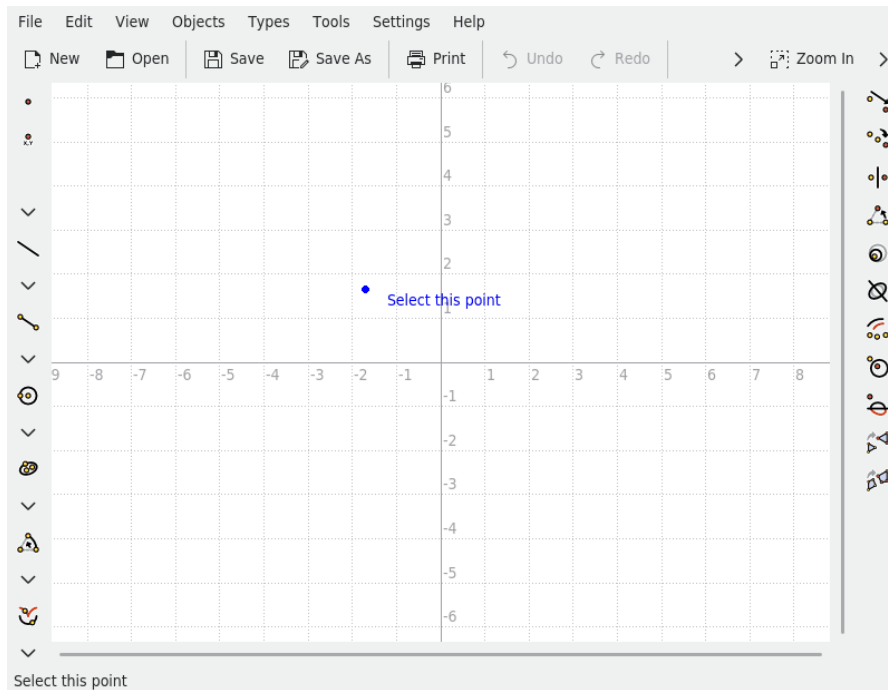 File Edit View Objects Types Tools Settings Help
New Open Save Save As Print Undo Redo Zoom In
X,Y
6
5
4
3
2
Select this point
1
9 -8 -7 -6 -5 -4 -3 -2 -1 1 2 3 4 5 6 7 8
-1
-2
-3
-4
-5
-6
Select this point